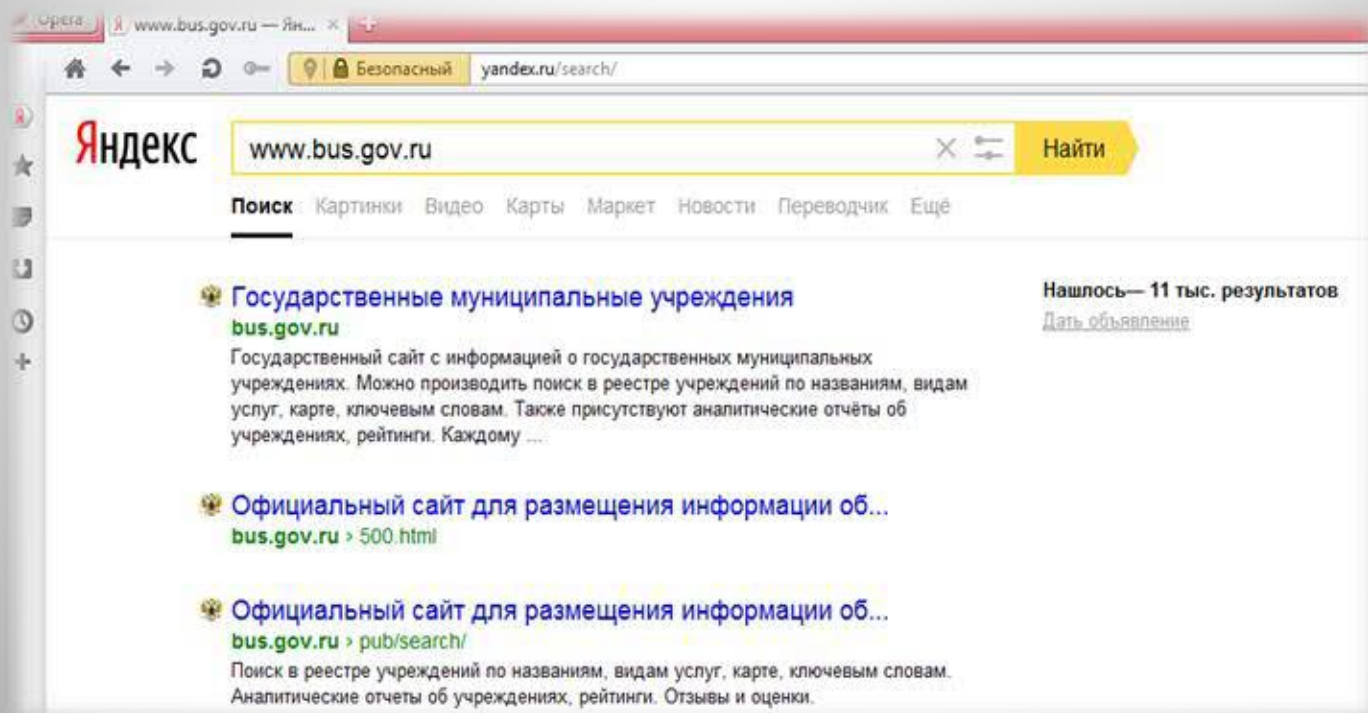 Opera
www.bus.gov.ru — Ян...
Безопасный yandex.ru/search/
Яндекс
www.bus.gov.ru
Найти
Поиск Картинки Видео Карты Маркет Новости Переводчик Ещё
Государственные муниципальные учреждения
bus.gov.ru
Государственный сайт с информацией о государственных муниципальных
учреждениях. Можно производить поиск в реестре учреждений по названиям, видам
услуг, карте, ключевым словам. Также присутствуют аналитические отчёты об
учреждениях, рейтинги. Каждому ...
Нашлось— 11 тыс. результатов
Дать объявление
Официальный сайт для размещения информации об...
bus.gov.ru › 500.html
Официальный сайт для размещения информации об...
bus.gov.ru › pub/search/
Поиск в реестре учреждений по названиям, видам услуг, карте, ключевым словам.
Аналитические отчеты об учреждениях, рейтинги. Отзывы и оценки.